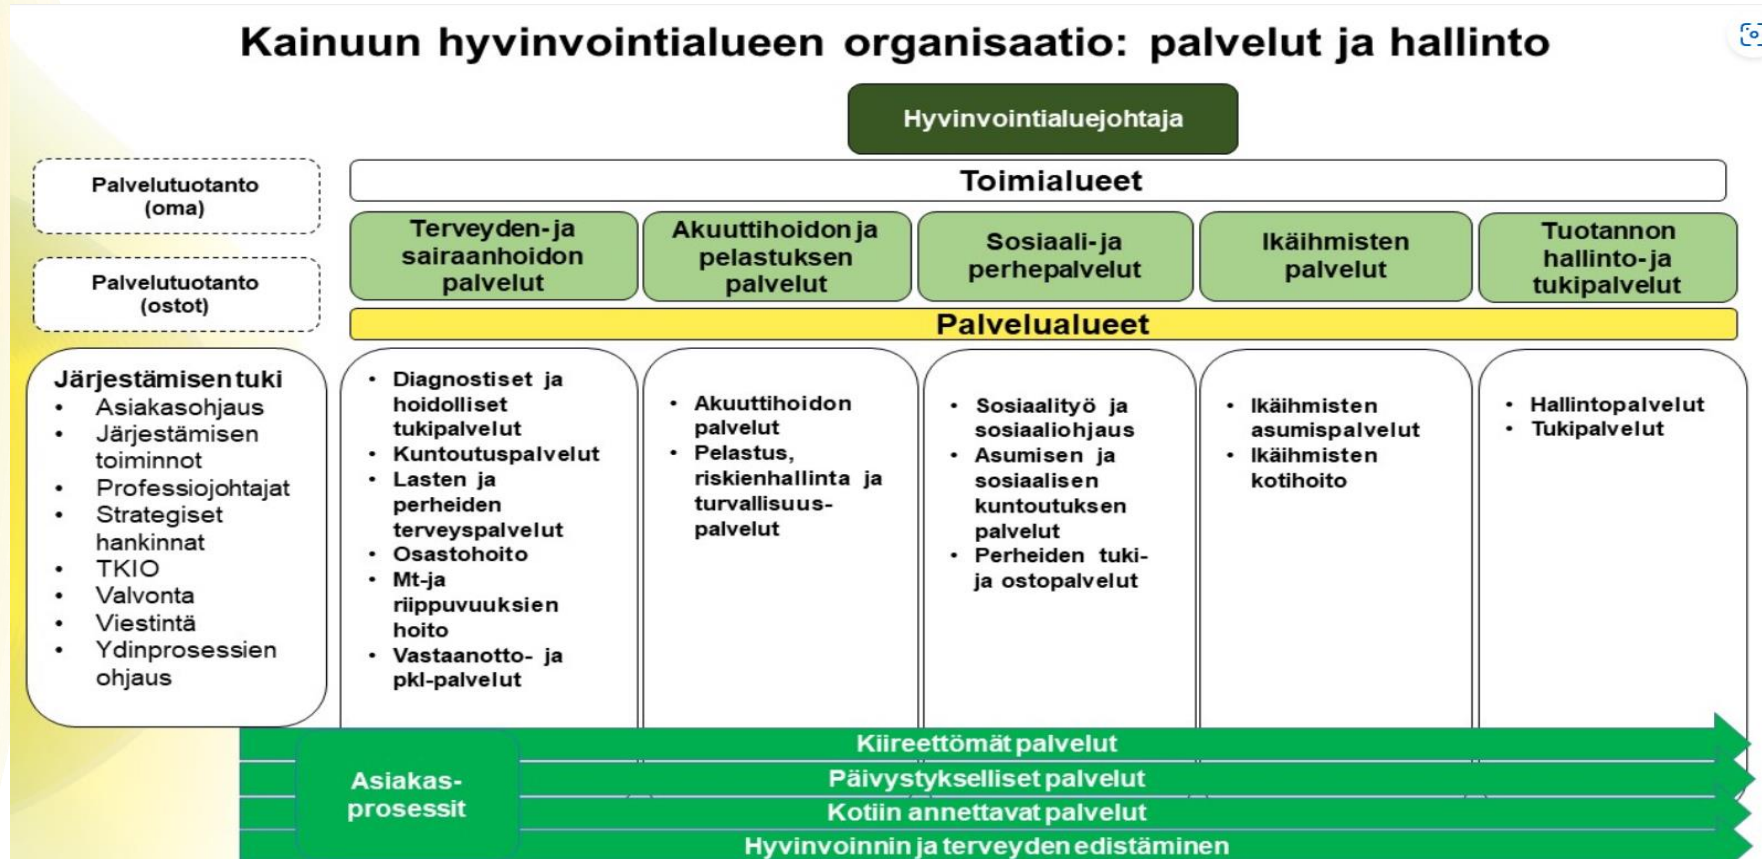 Kainuun hyvinvointialueen organisaatio: palvelut ja hallinto
Hyvinvointialuejohtaja
Palvelutuotanto
(oma)
Palvelutuotanto
(ostot)
Toimialueet
Terveyden-ja
sairaanhoidon
palvelut
Akuuttihoidon ja
pelastuksen
palvelut
Sosiaali-ja
perhepalvelut
Ikäihmisten
palvelut
Tuotannon
hallinto-ja
tukipalvelut
Palvelualueet
Järjestämisen tuki
• Asiakasohjaus
• Järjestämisen
toiminnot
• Professiojohtajat
• Strategiset
hankinnat
• TKIO
• Valvonta
• Viestintä
• Ydinprosessien
ohjaus
• Diagnostiset ja
hoidolliset
tukipalvelut
• Kuntoutuspalvelut
• Lasten ja
perheiden
terveyspalvelut
• Osastohoito
• Mt-ja
riippuvuuksien
hoito
• Vastaanotto- ja
pkl-palvelut
• Akuuttihoidon
palvelut
• Pelastus,
riskienhallinta ja
turvallisuus-
palvelut
• Sosiaalityö ja
sosiaaliohjaus
• Asumisen ja
sosiaalisen
kuntoutuksen
palvelut
• Perheiden tuki-
ja ostopalvelut
• Ikäihmisten
asumispalvelut
• Ikäihmisten
kotihoito
• Hallintopalvelut
• Tukipalvelut
Asiakas-
prosessit
Kiireettömät palvelut
Päivystykselliset palvelut
Kotiin annettavat palvelut
Hyvinvoinnin ja terveyden edistäminen